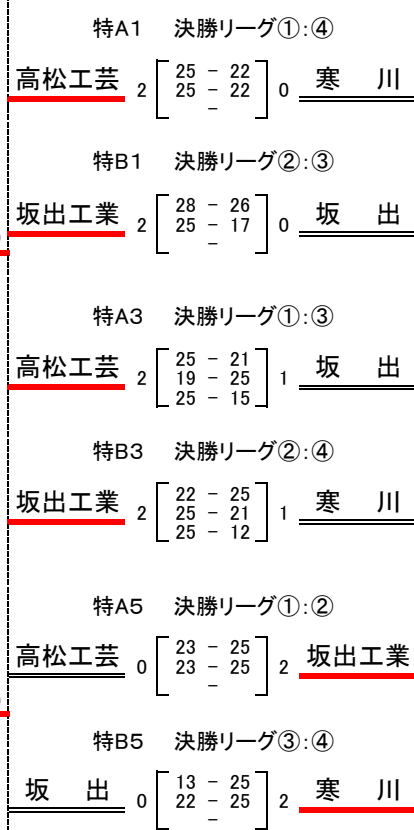 特A1 決勝リーグ①:④
高松工芸 2 25 - 22 0 寒 川
25 - 22
-
特B1 決勝リーグ②:③
坂出工業 2 28 - 26 0 坂 出
25 - 17
-
特A3 決勝リーグ①:③
高松工芸 2 25 - 21 1 坂 出
19 - 25
25 - 15
特B3 決勝リーグ②:④
坂出工業 2 22 - 25 1 寒 川
25 - 21
25 - 12
特A5 決勝リーグ①:②
高松工芸 0 23 - 25 2 坂出工業
23 - 25
-
特B5 決勝リーグ③:④
坂 出 0 13 - 25 2 寒 川
22 - 25
-